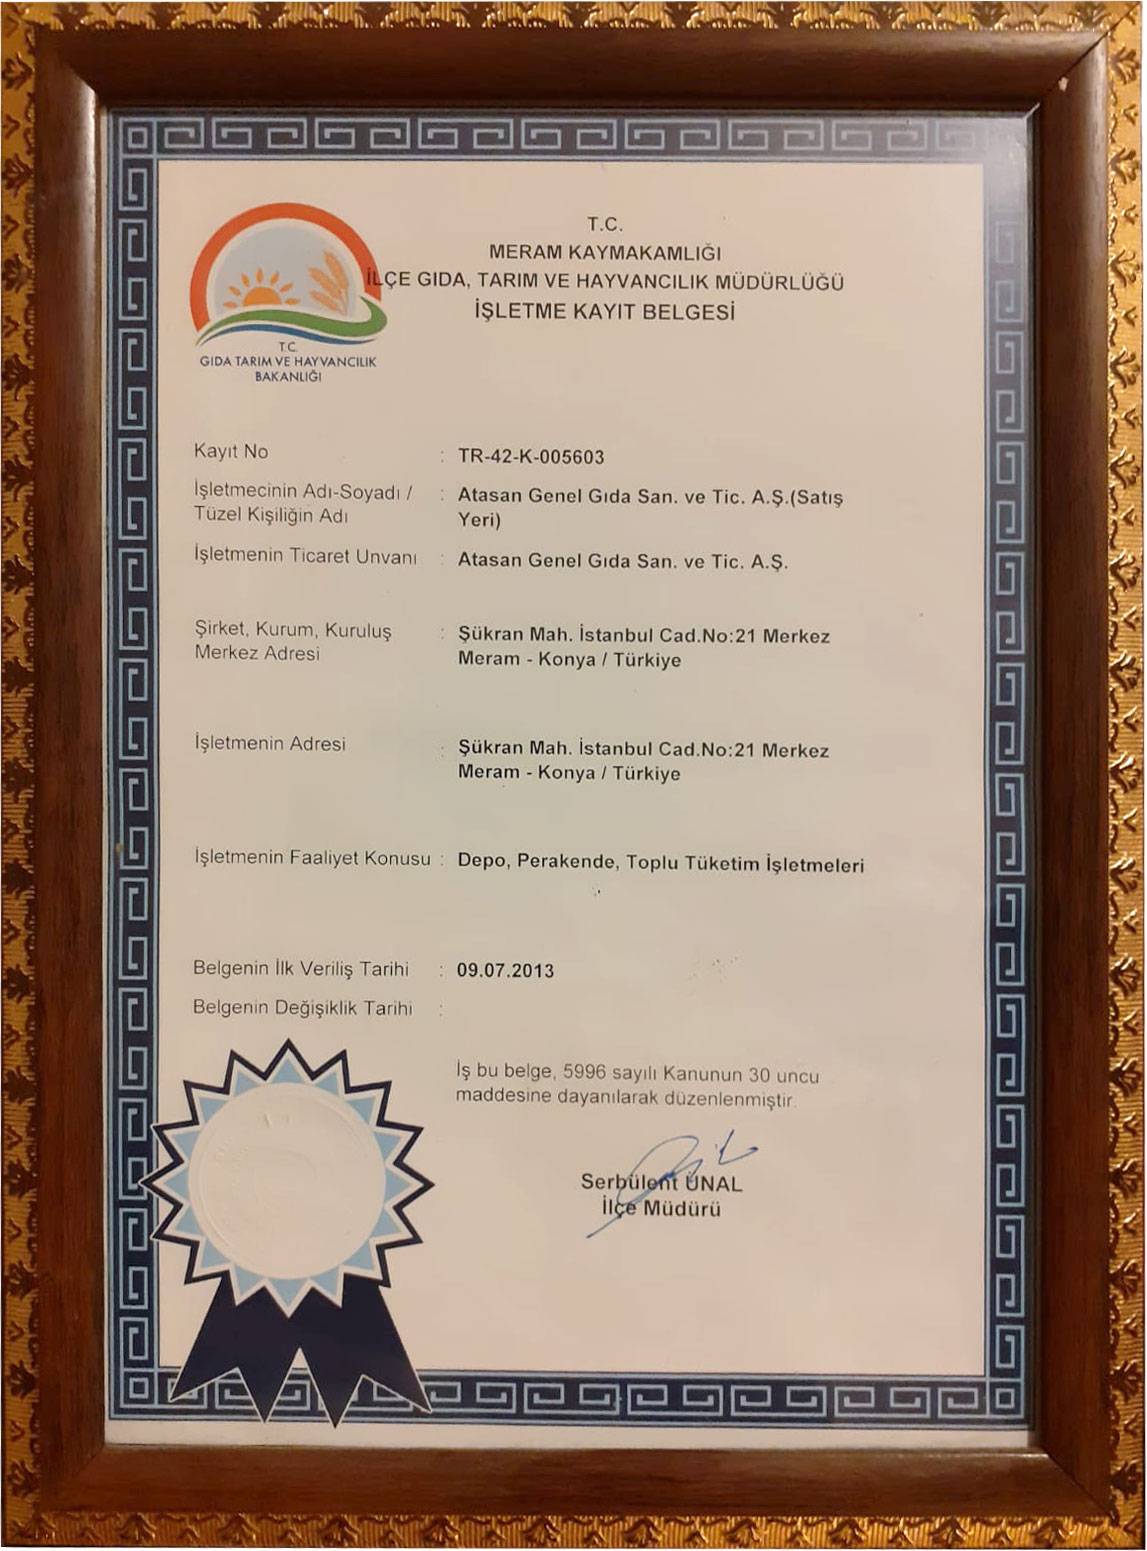 T.C.
MERAM KAYMAKAMLIĞI
İLÇE GIDA, TARIM VE HAYVANCILIK MÜDÜRLÜĞÜ
İŞLETME KAYIT BELGESİ
T.C.
GIDA TARIM VE HAYVANCILIK
BAKANLIĞI
Kayıt No : TR-42-K-005603
İşletmecinin Adı-Soyadı / : Atasan Genel Gıda San. ve Tic. A.Ş.(Satış
Tüzel Kişiliğin Adı Yeri)
İşletmenin Ticaret Unvanı : Atasan Genel Gıda San. ve Tic. A.Ş.
Şirket, Kurum, Kuruluş : Şükran Mah. İstanbul Cad.No:21 Merkez
Merkez Adresi Meram - Konya / Türkiye
İşletmenin Adresi : Şükran Mah. İstanbul Cad.No:21 Merkez
Meram - Konya / Türkiye
İşletmenin Faaliyet Konusu : Depo, Perakende, Toplu Tüketim İşletmeleri
Belgenin İlk Veriliş Tarihi : 09.07.2013
Belgenin Değişiklik Tarihi :
İş bu belge, 5996 sayılı Kanunun 30 uncu
maddesine dayanılarak düzenlenmiştir.
Serbülent ÜNAL
İlçe Müdürü